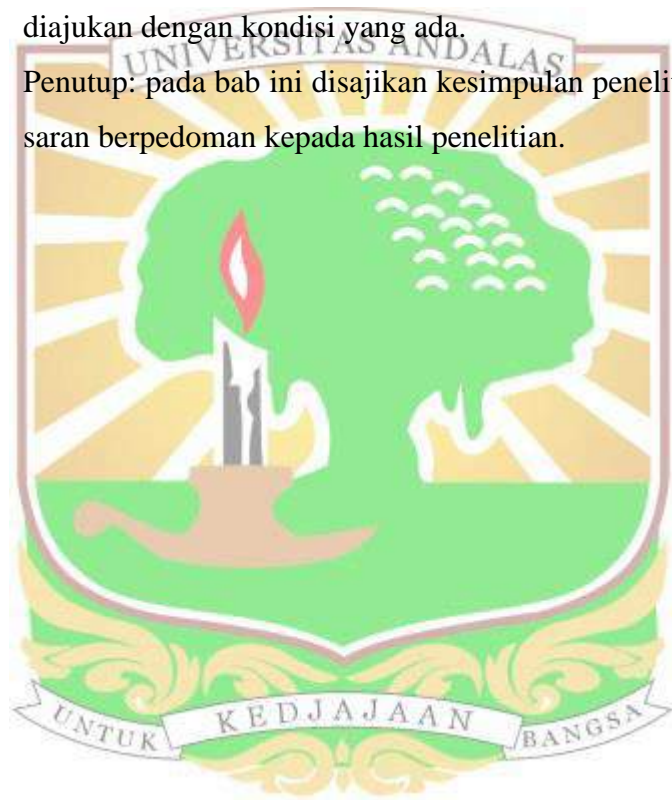 diajukan dengan kondisi yang ada.
UNIVERSITAS ANDALAS
Penutup: pada bab ini disajikan kesimpulan peneli
saran berpedoman kepada hasil penelitian.
UNTUK KEDJAJAAN BANGSA